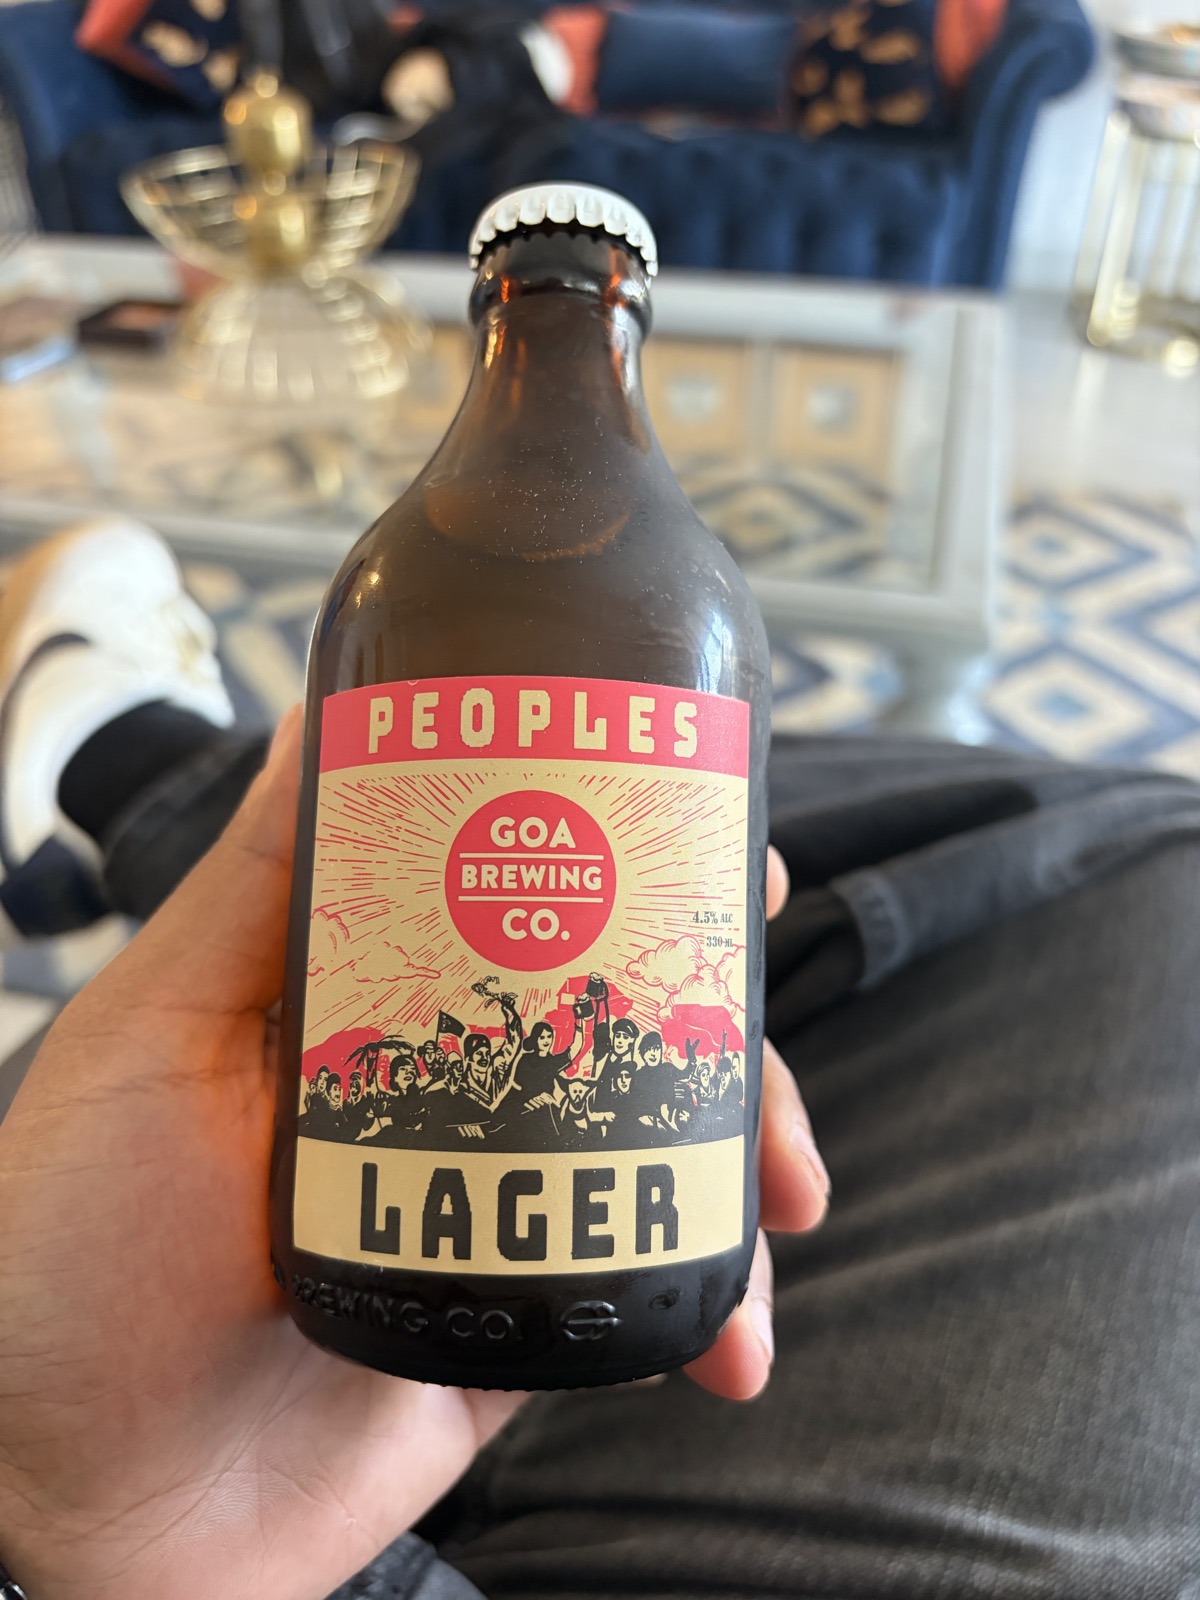 PEOPLES
GOA
BREWING
CO.
4.5% ALC
330 ML
LAGER
BREWING CO.